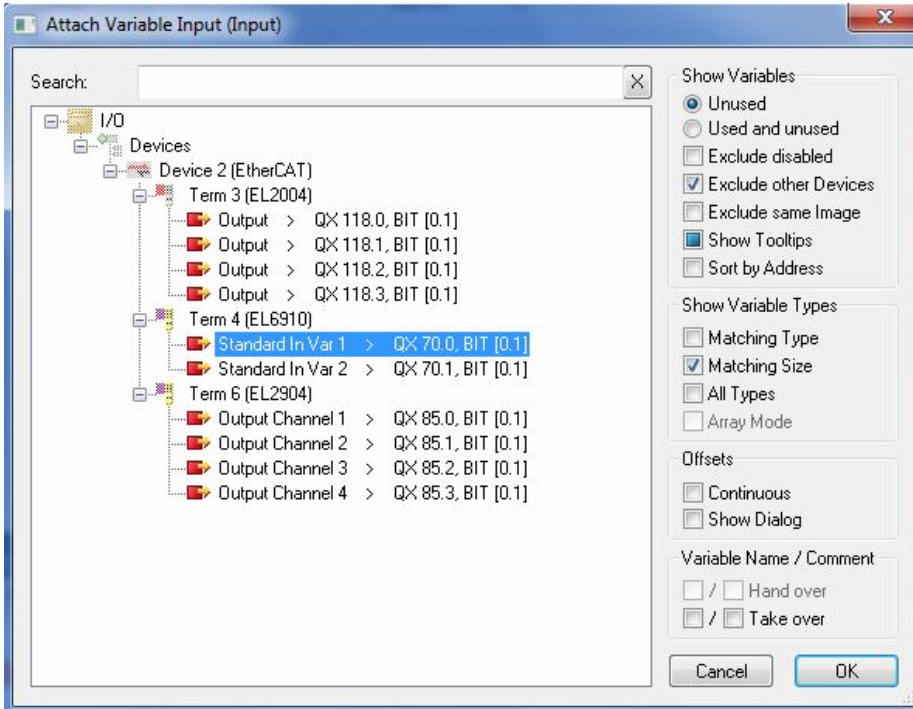 Attach Variable Input (Input)
Search:
I/O
Devices
Device 2 (EtherCAT)
Term 3 (EL2004)
Output > QX 118.0, BIT [0.1]
Output > QX 118.1, BIT [0.1]
Output > QX 118.2, BIT [0.1]
Output > QX 118.3, BIT [0.1]
Term 4 (EL6910)
Standard In Var 1 > QX 70.0, BIT [0.1]
Standard In Var 2 > QX 70.1, BIT [0.1]
Term 6 (EL2904)
Output Channel 1 > QX 85.0, BIT [0.1]
Output Channel 2 > QX 85.1, BIT [0.1]
Output Channel 3 > QX 85.2, BIT [0.1]
Output Channel 4 > QX 85.3, BIT [0.1]
Show Variables
Unused
Used and unused
Exclude disabled
Exclude other Devices
Exclude same Image
Show Tooltips
Sort by Address
Show Variable Types
Matching Type
Matching Size
All Types
Array Mode
Offsets
Continuous
Show Dialog
Variable Name / Comment
/ Hand over
/ Take over
Cancel
OK